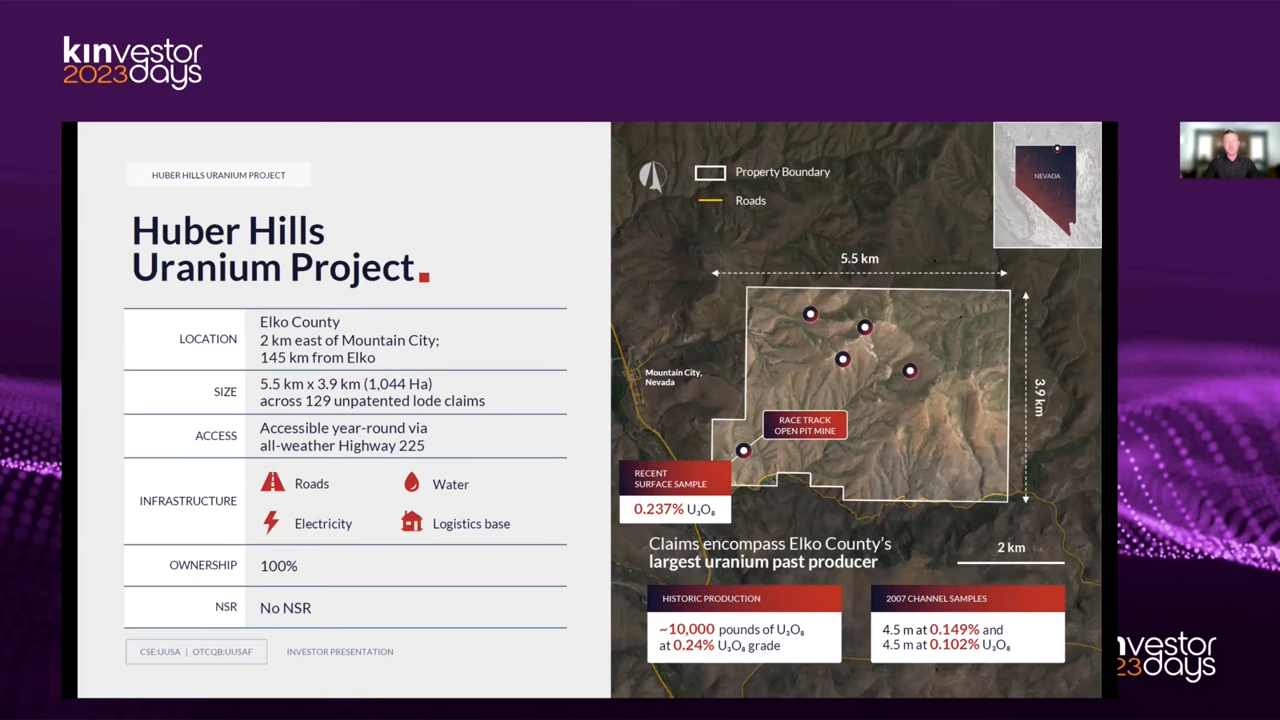 kinvestor
2023days
HUBER HILLS URANIUM PROJECT
Huber Hills
Uranium Project
LOCATION
Elko County
2 km east of Mountain City;
145 km from Elko
SIZE
5.5 km x 3.9 km (1,044 Ha)
across 129 unpatented lode claims
ACCESS
Accessible year-round via
all-weather Highway 225
INFRASTRUCTURE
Roads
Water
Electricity
Logistics base
OWNERSHIP
100%
NSR
No NSR
CSE:UUSA | OTCQB:UUSAF
INVESTOR PRESENTATION
Property Boundary
Roads
NEVADA
5.5 km
3.9 km
Mountain City,
Nevada
RACE TRACK
OPEN PIT MINE
RECENT
SURFACE SAMPLE
0.237% U₃O₈
Claims encompass Elko County's
largest uranium past producer
2 km
HISTORIC PRODUCTION
~10,000 pounds of U₃O₈
at 0.24% U₃O₈ grade
2007 CHANNEL SAMPLES
4.5 m at 0.149% and
4.5 m at 0.102% U₃O₈
nvestor
23days